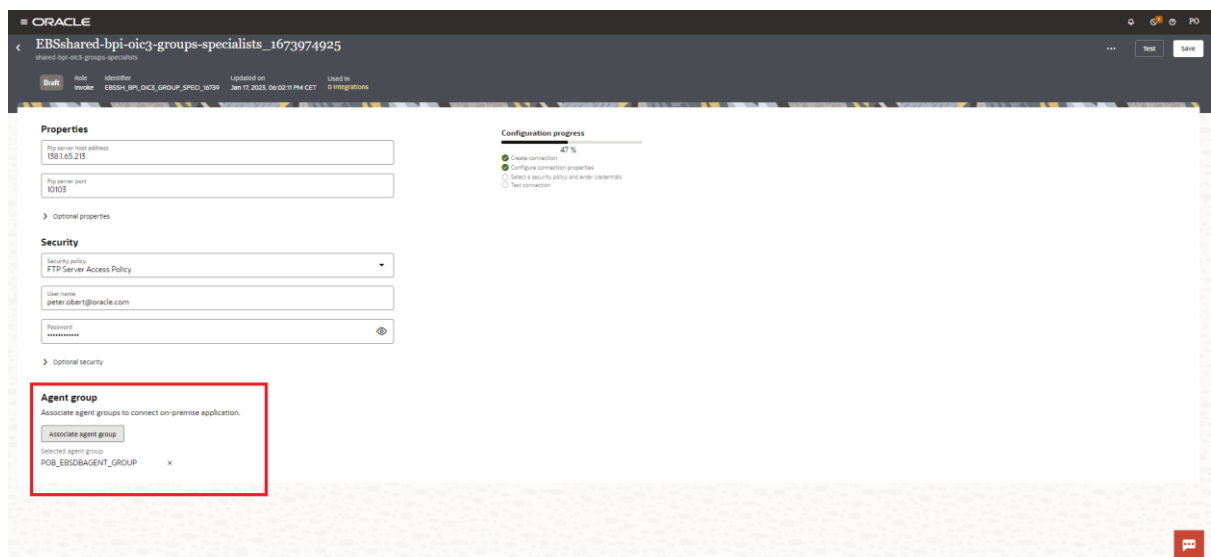 ORACLE
PO
EBSshared-bpi-oic3-groups-specialists_1673974925
shared-bpi-oic3-groups-specialists
Test
Save
Draft
Role
Identifier
Updated on
Used in
Invoke
EBSSH_BPI_OIC3_GROUP_SPECI_16739
Jan 17, 2023, 06:02:11 PM CET
0 integrations
Properties
Ftp server host address
138.1.65.213
Ftp server port
10103
Optional properties
Security
Security policy
FTP Server Access Policy
User name
peter.obert@oracle.com
Password
••••••••••••
Optional security
Agent group
Associate agent groups to connect on-premise application.
Associate agent group
Selected agent group
POB_EBSDBAGENT_GROUP ×
Configuration progress
47 %
Create connection
Configure connection properties
Select a security policy and enter credentials
Test connection